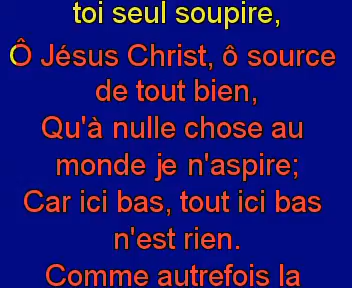 toi seul soupire,
Ô Jésus Christ, ô source
de tout bien,
Qu'à nulle chose au
monde je n'aspire;
Car ici bas, tout ici bas
n'est rien.
Comme autrefois la